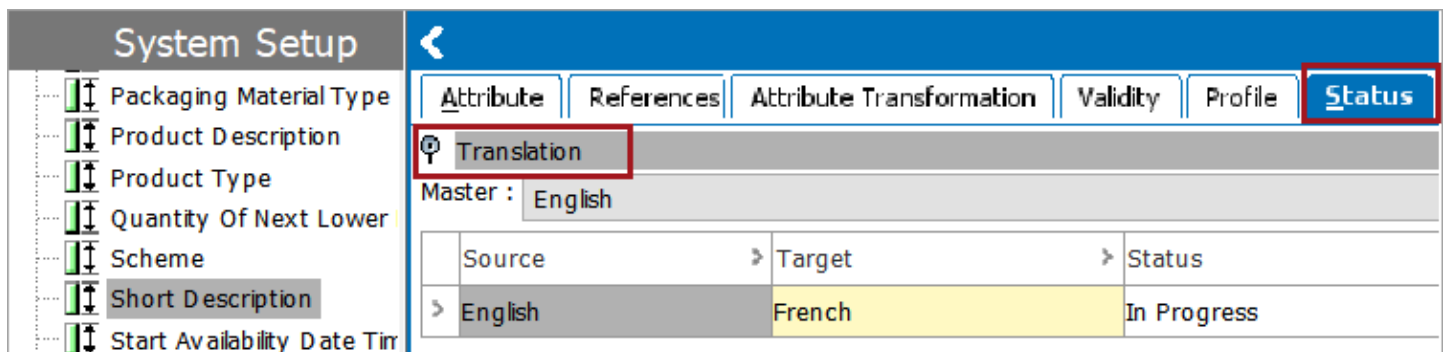 System Setup
Packaging Material Type
Product Description
Product Type
Quantity Of Next Lower
Scheme
Short Description
Start Availability Date Tim
Attribute References Attribute Transformation Validity Profile Status
Translation
Master : English
Source > Target > Status
> English French In Progress